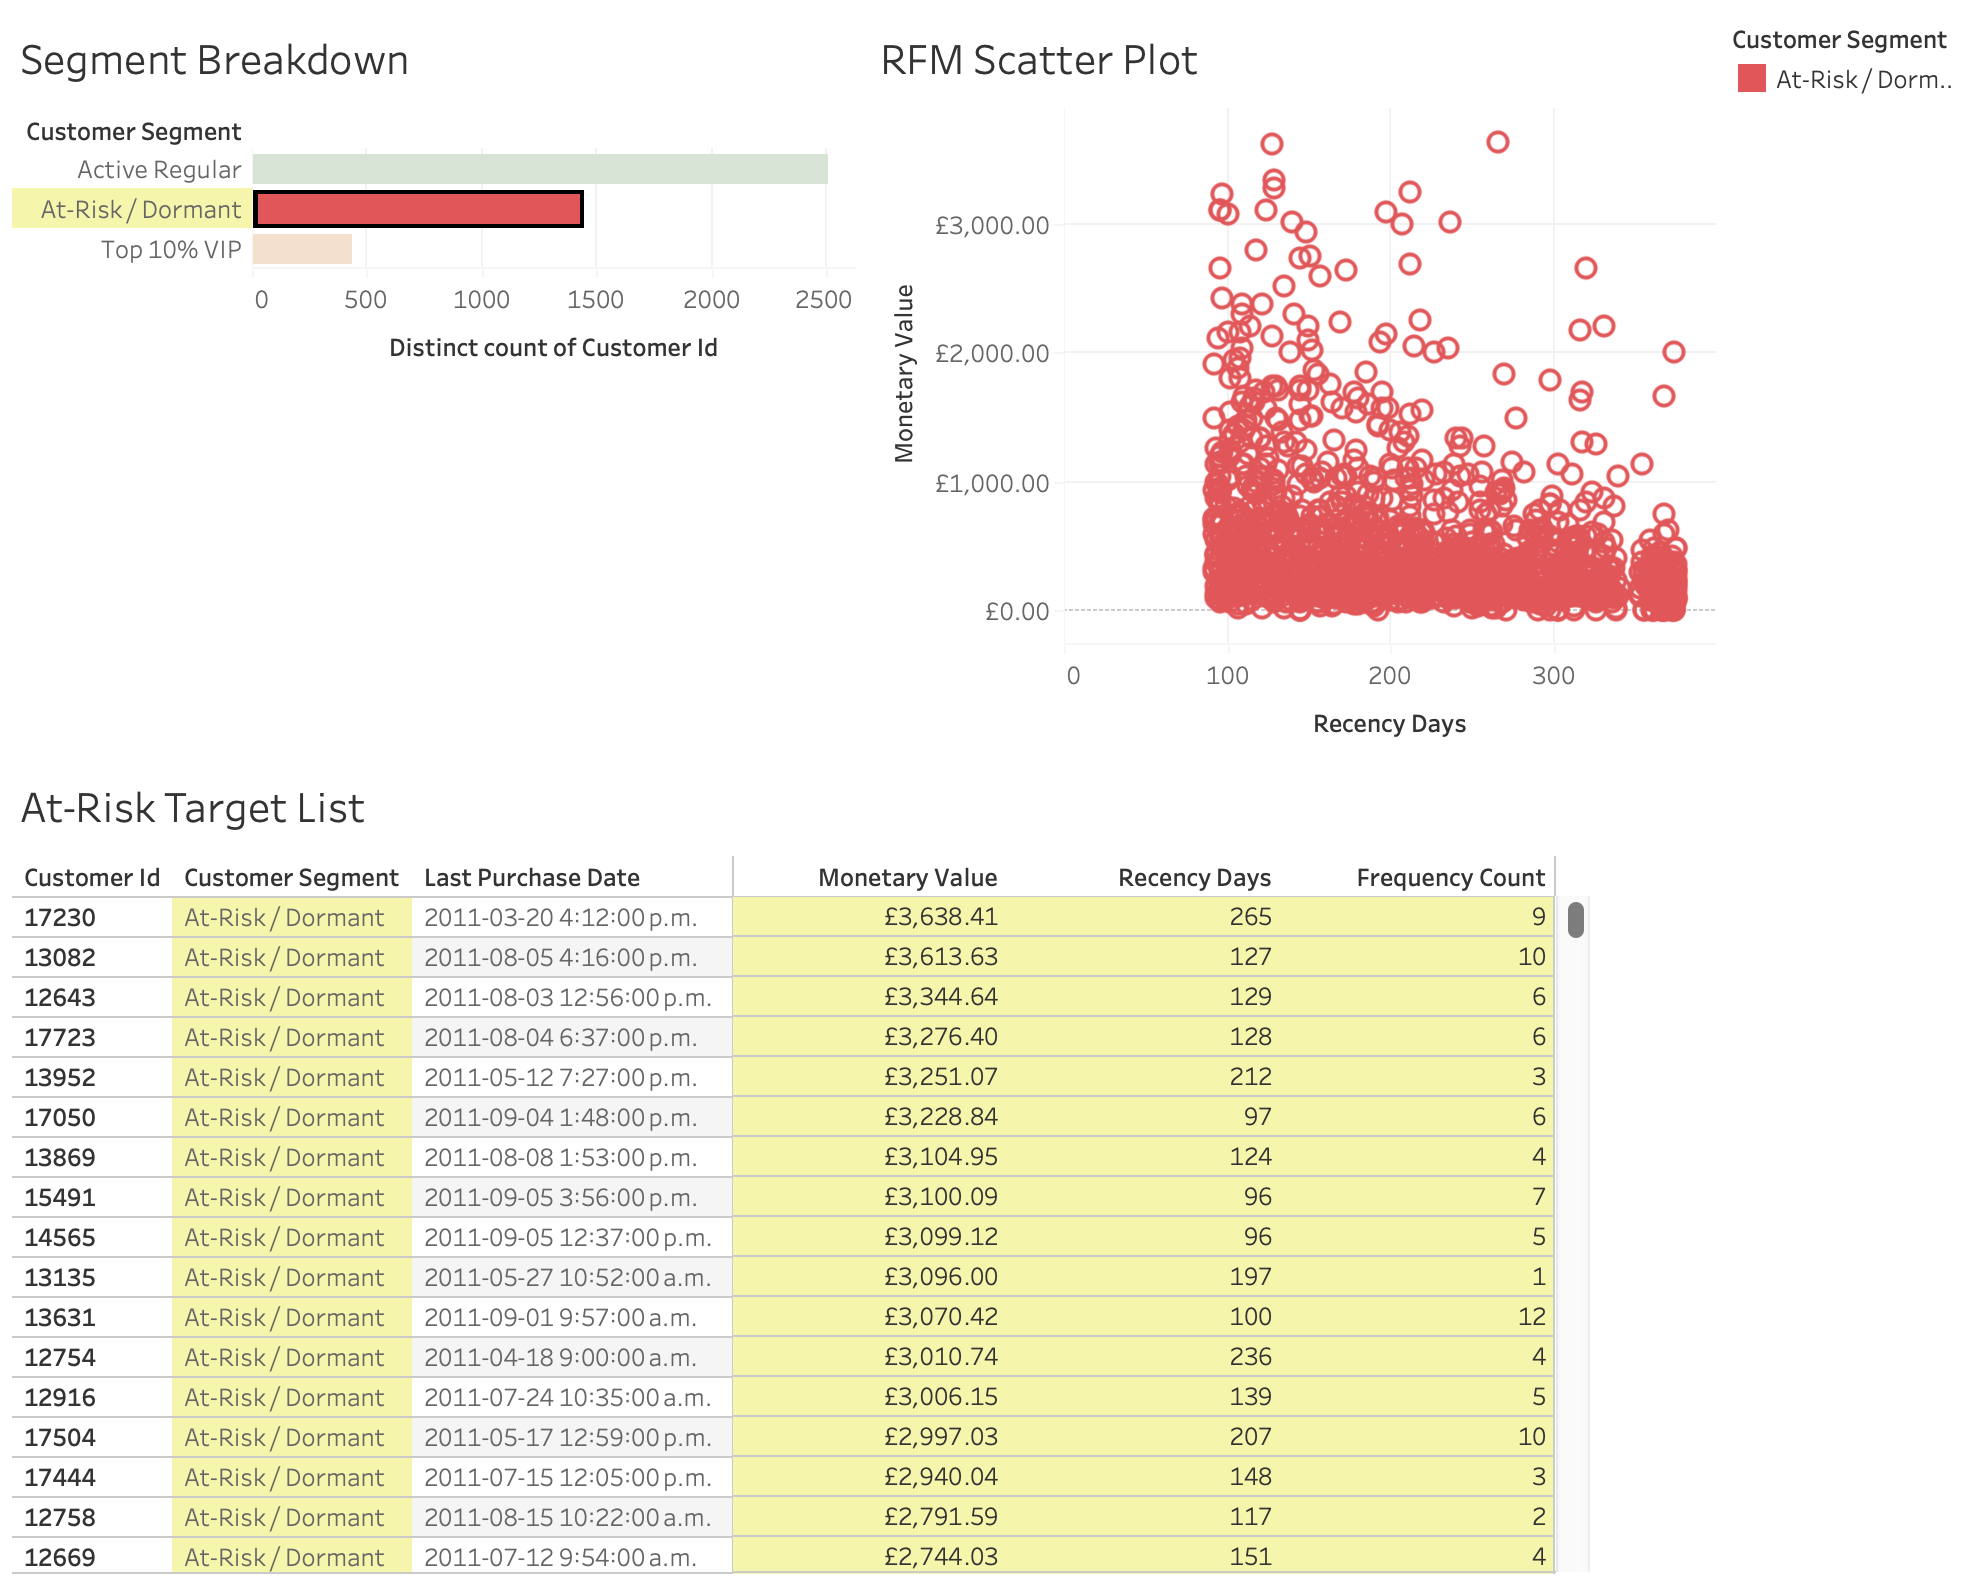 Segment Breakdown
Customer Segment
Active Regular
At-Risk / Dormant
Top 10% VIP
0 500 1000 1500 2000 2500
Distinct count of Customer Id
RFM Scatter Plot
Monetary Value
£3,000.00
£2,000.00
£1,000.00
£0.00
0 100 200 300
Recency Days
Customer Segment
At-Risk / Dorm..
At-Risk Target List
Customer Id Customer Segment Last Purchase Date Monetary Value Recency Days Frequency Count
17230 At-Risk / Dormant 2011-03-20 4:12:00 p.m. £3,638.41 265 9
13082 At-Risk / Dormant 2011-08-05 4:16:00 p.m. £3,613.63 127 10
12643 At-Risk / Dormant 2011-08-03 12:56:00 p.m. £3,344.64 129 6
17723 At-Risk / Dormant 2011-08-04 6:37:00 p.m. £3,276.40 128 6
13952 At-Risk / Dormant 2011-05-12 7:27:00 p.m. £3,251.07 212 3
17050 At-Risk / Dormant 2011-09-04 1:48:00 p.m. £3,228.84 97 6
13869 At-Risk / Dormant 2011-08-08 1:53:00 p.m. £3,104.95 124 4
15491 At-Risk / Dormant 2011-09-05 3:56:00 p.m. £3,100.09 96 7
14565 At-Risk / Dormant 2011-09-05 12:37:00 p.m. £3,099.12 96 5
13135 At-Risk / Dormant 2011-05-27 10:52:00 a.m. £3,096.00 197 1
13631 At-Risk / Dormant 2011-09-01 9:57:00 a.m. £3,070.42 100 12
12754 At-Risk / Dormant 2011-04-18 9:00:00 a.m. £3,010.74 236 4
12916 At-Risk / Dormant 2011-07-24 10:35:00 a.m. £3,006.15 139 5
17504 At-Risk / Dormant 2011-05-17 12:59:00 p.m. £2,997.03 207 10
17444 At-Risk / Dormant 2011-07-15 12:05:00 p.m. £2,940.04 148 3
12758 At-Risk / Dormant 2011-08-15 10:22:00 a.m. £2,791.59 117 2
12669 At-Risk / Dormant 2011-07-12 9:54:00 a.m. £2,744.03 151 4